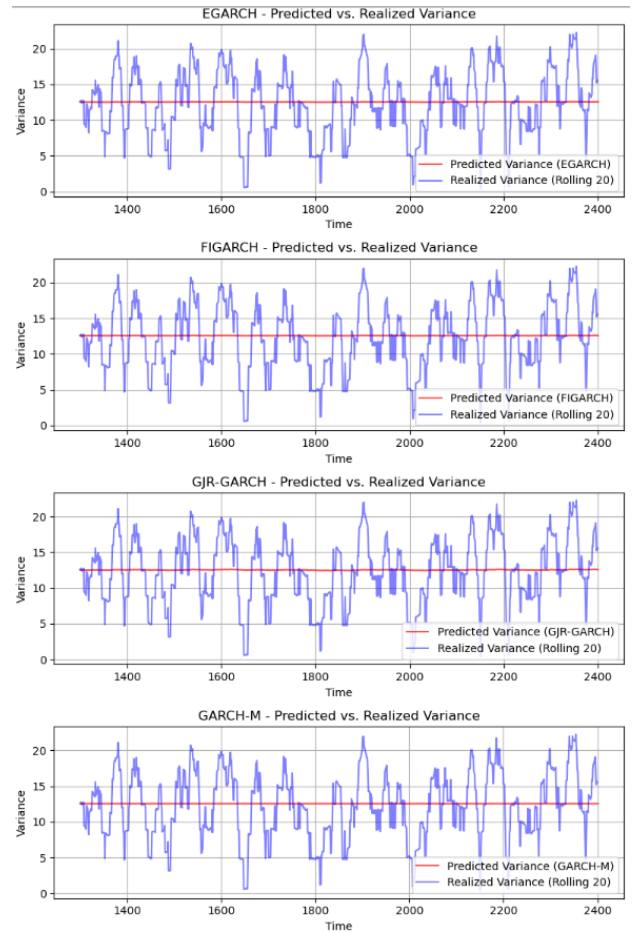 EGARCH - Predicted vs. Realized Variance
20
15
10
5
0
Variance
Predicted Variance (EGARCH)
Realized Variance (Rolling 20)
1400 1600 1800 2000 2200 2400
Time
FIGARCH - Predicted vs. Realized Variance
20
15
10
5
0
Variance
Predicted Variance (FIGARCH)
Realized Variance (Rolling 20)
1400 1600 1800 2000 2200 2400
Time
GJR-GARCH - Predicted vs. Realized Variance
20
15
10
5
0
Variance
Predicted Variance (GJR-GARCH)
Realized Variance (Rolling 20)
1400 1600 1800 2000 2200 2400
Time
GARCH-M - Predicted vs. Realized Variance
20
15
10
5
0
Variance
Predicted Variance (GARCH-M)
Realized Variance (Rolling 20)
1400 1600 1800 2000 2200 2400
Time